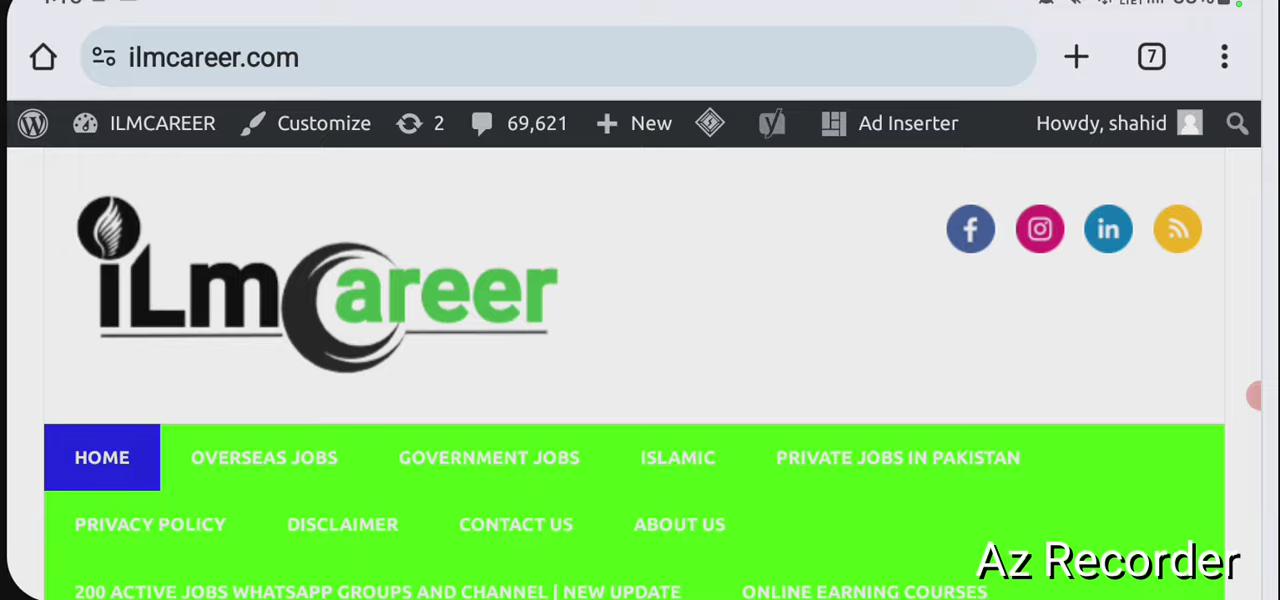 ilmcareer.com
7
ILMCAREER Customize 2 69,621 New Ad Inserter Howdy, shahid
iLmCareer
f in
HOME OVERSEAS JOBS GOVERNMENT JOBS ISLAMIC PRIVATE JOBS IN PAKISTAN
PRIVACY POLICY DISCLAIMER CONTACT US ABOUT US
Az Recorder
200 ACTIVE JOBS WHATSAPP GROUPS AND CHANNEL | NEW UPDATE ONLINE EARNING COURSES